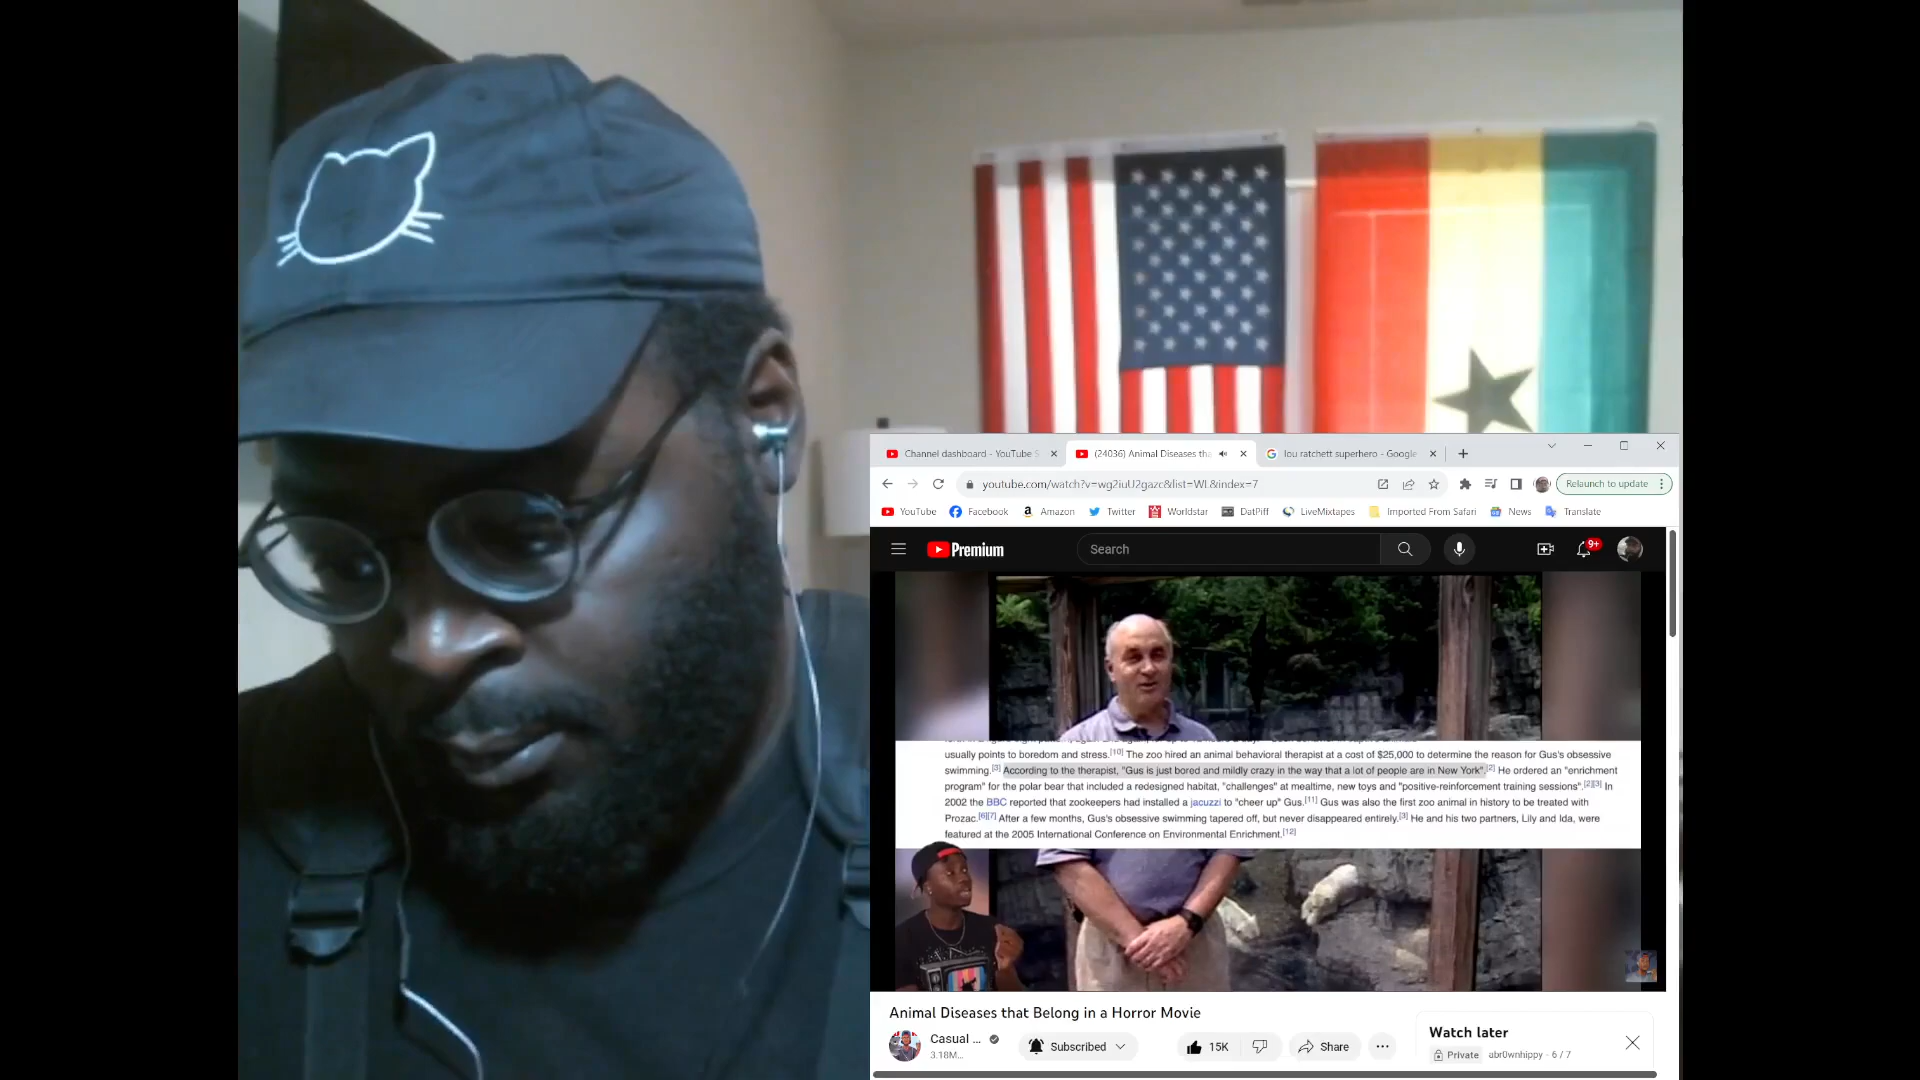 Channel dashboard - YouTube S
(24036) Animal Diseases tha
lou ratchett superhero - Google
youtube.com/watch?v=wg2iuU2gazc&list=WL&index=7
Relaunch to update
YouTube Facebook Amazon Twitter Worldstar DatPiff LiveMixtapes Imported From Safari News Translate
Premium
Search
9+
usually points to boredom and stress.[10] The zoo hired an animal behavioral therapist at a cost of $25,000 to determine the reason for Gus's obsessive
swimming.[3] According to the therapist, "Gus is just bored and mildly crazy in the way that a lot of people are in New York".[2] He ordered an "enrichment
program" for the polar bear that included a redesigned habitat, "challenges" at mealtime, new toys and "positive-reinforcement training sessions".[2][3] In
2002 the BBC reported that zookeepers had installed a jacuzzi to "cheer up" Gus.[11] Gus was also the first zoo animal in history to be treated with
Prozac.[6][7] After a few months, Gus's obsessive swimming tapered off, but never disappeared entirely.[3] He and his two partners, Lily and Ida, were
featured at the 2005 International Conference on Environmental Enrichment.[12]
Animal Diseases that Belong in a Horror Movie
Casual ...
3.18M...
Subscribed
15K
Share
Watch later
Private abr0wnhippy - 6 / 7